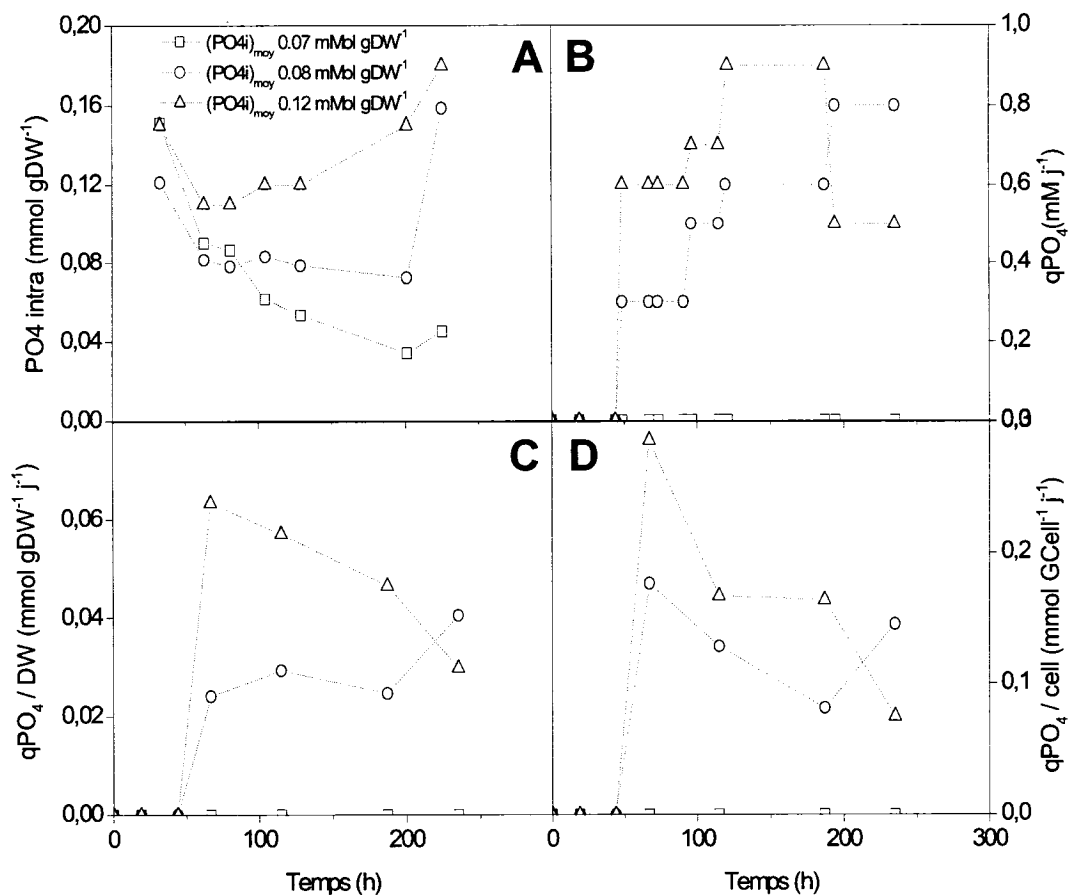 0,20
0,16
0,12
0,08
0,04
0,00
PO4 intra (mmol gDW⁻¹)
(PO4i)moy 0.07 mMol gDW⁻¹
(PO4i)moy 0.08 mMol gDW⁻¹
(PO4i)moy 0.12 mMol gDW⁻¹
A
B
1,0
0,8
0,6
0,4
0,2
qPO₄(mM j⁻¹)
0,06
0,04
0,02
0,00
qPO₄ / DW (mmol gDW⁻¹ j⁻¹)
C
D
0,2
0,1
0,0
qPO₄ / cell (mmol GCell⁻¹ j⁻¹)
0 100 200 0 100 200 300
Temps (h) Temps (h)